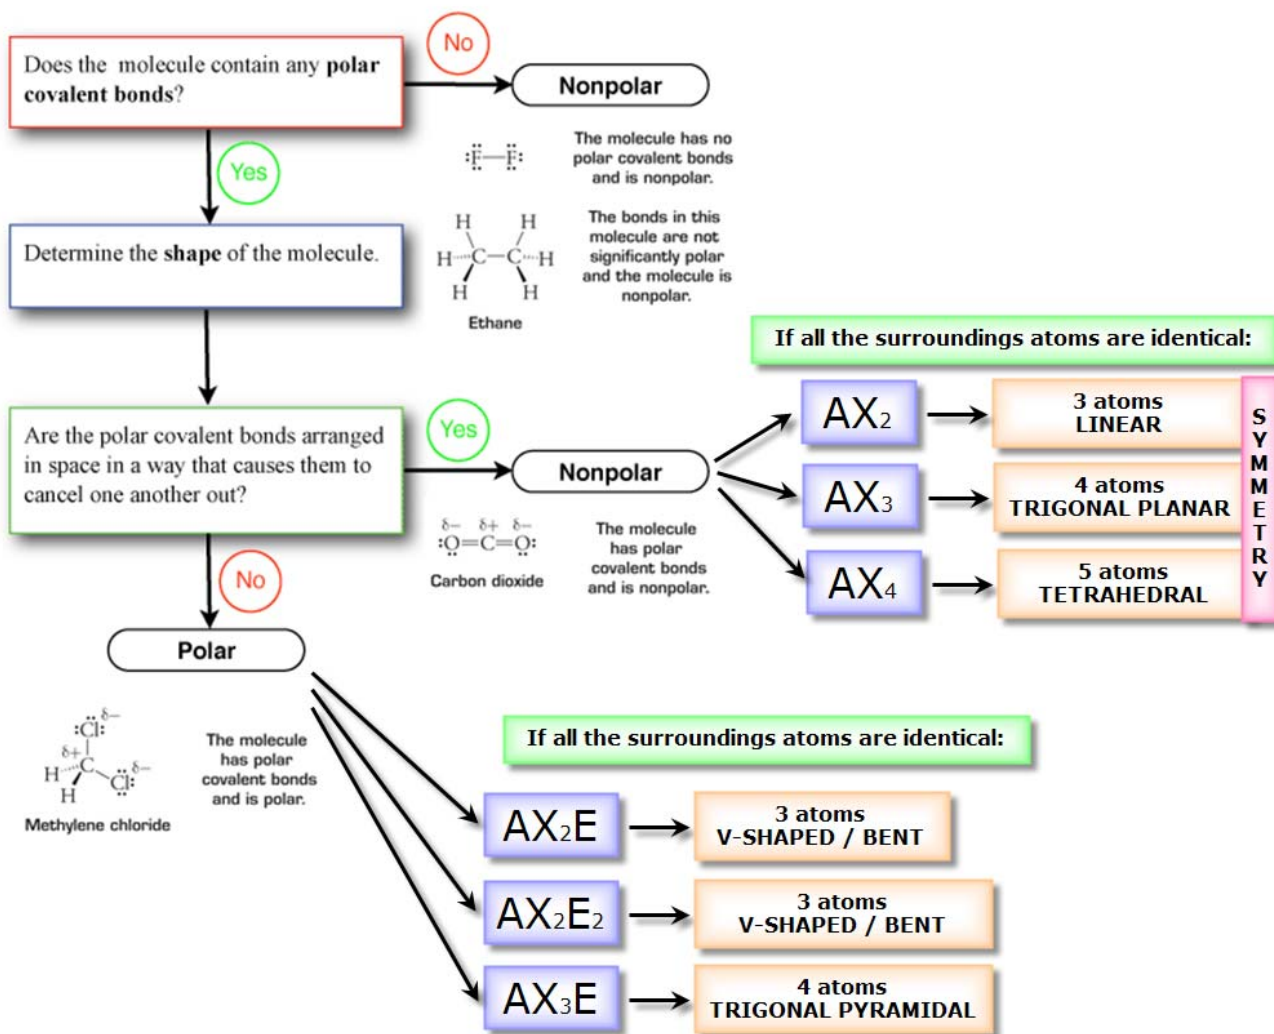 Does the molecule contain any polar
covalent bonds?
No
Nonpolar
:F—F:
The molecule has no
polar covalent bonds
and is nonpolar.
Yes
H H
H C—C H
H H
Ethane
The bonds in this
molecule are not
significantly polar
and the molecule is
nonpolar.
Determine the shape of the molecule.
If all the surroundings atoms are identical:
Are the polar covalent bonds arranged
in space in a way that causes them to
cancel one another out?
Yes
Nonpolar
δ− δ+ δ−
:O=C=O:
Carbon dioxide
The molecule
has polar
covalent bonds
and is nonpolar.
AX₂
3 atoms
LINEAR
AX₃
4 atoms
TRIGONAL PLANAR
AX₄
5 atoms
TETRAHEDRAL
SYMMETRY
No
Polar
δ−
:Cl:
δ+
H C δ−
Cl:
H
Methylene chloride
The molecule
has polar
covalent bonds
and is polar.
If all the surroundings atoms are identical:
AX₂E
3 atoms
V-SHAPED / BENT
AX₂E₂
3 atoms
V-SHAPED / BENT
AX₃E
4 atoms
TRIGONAL PYRAMIDAL